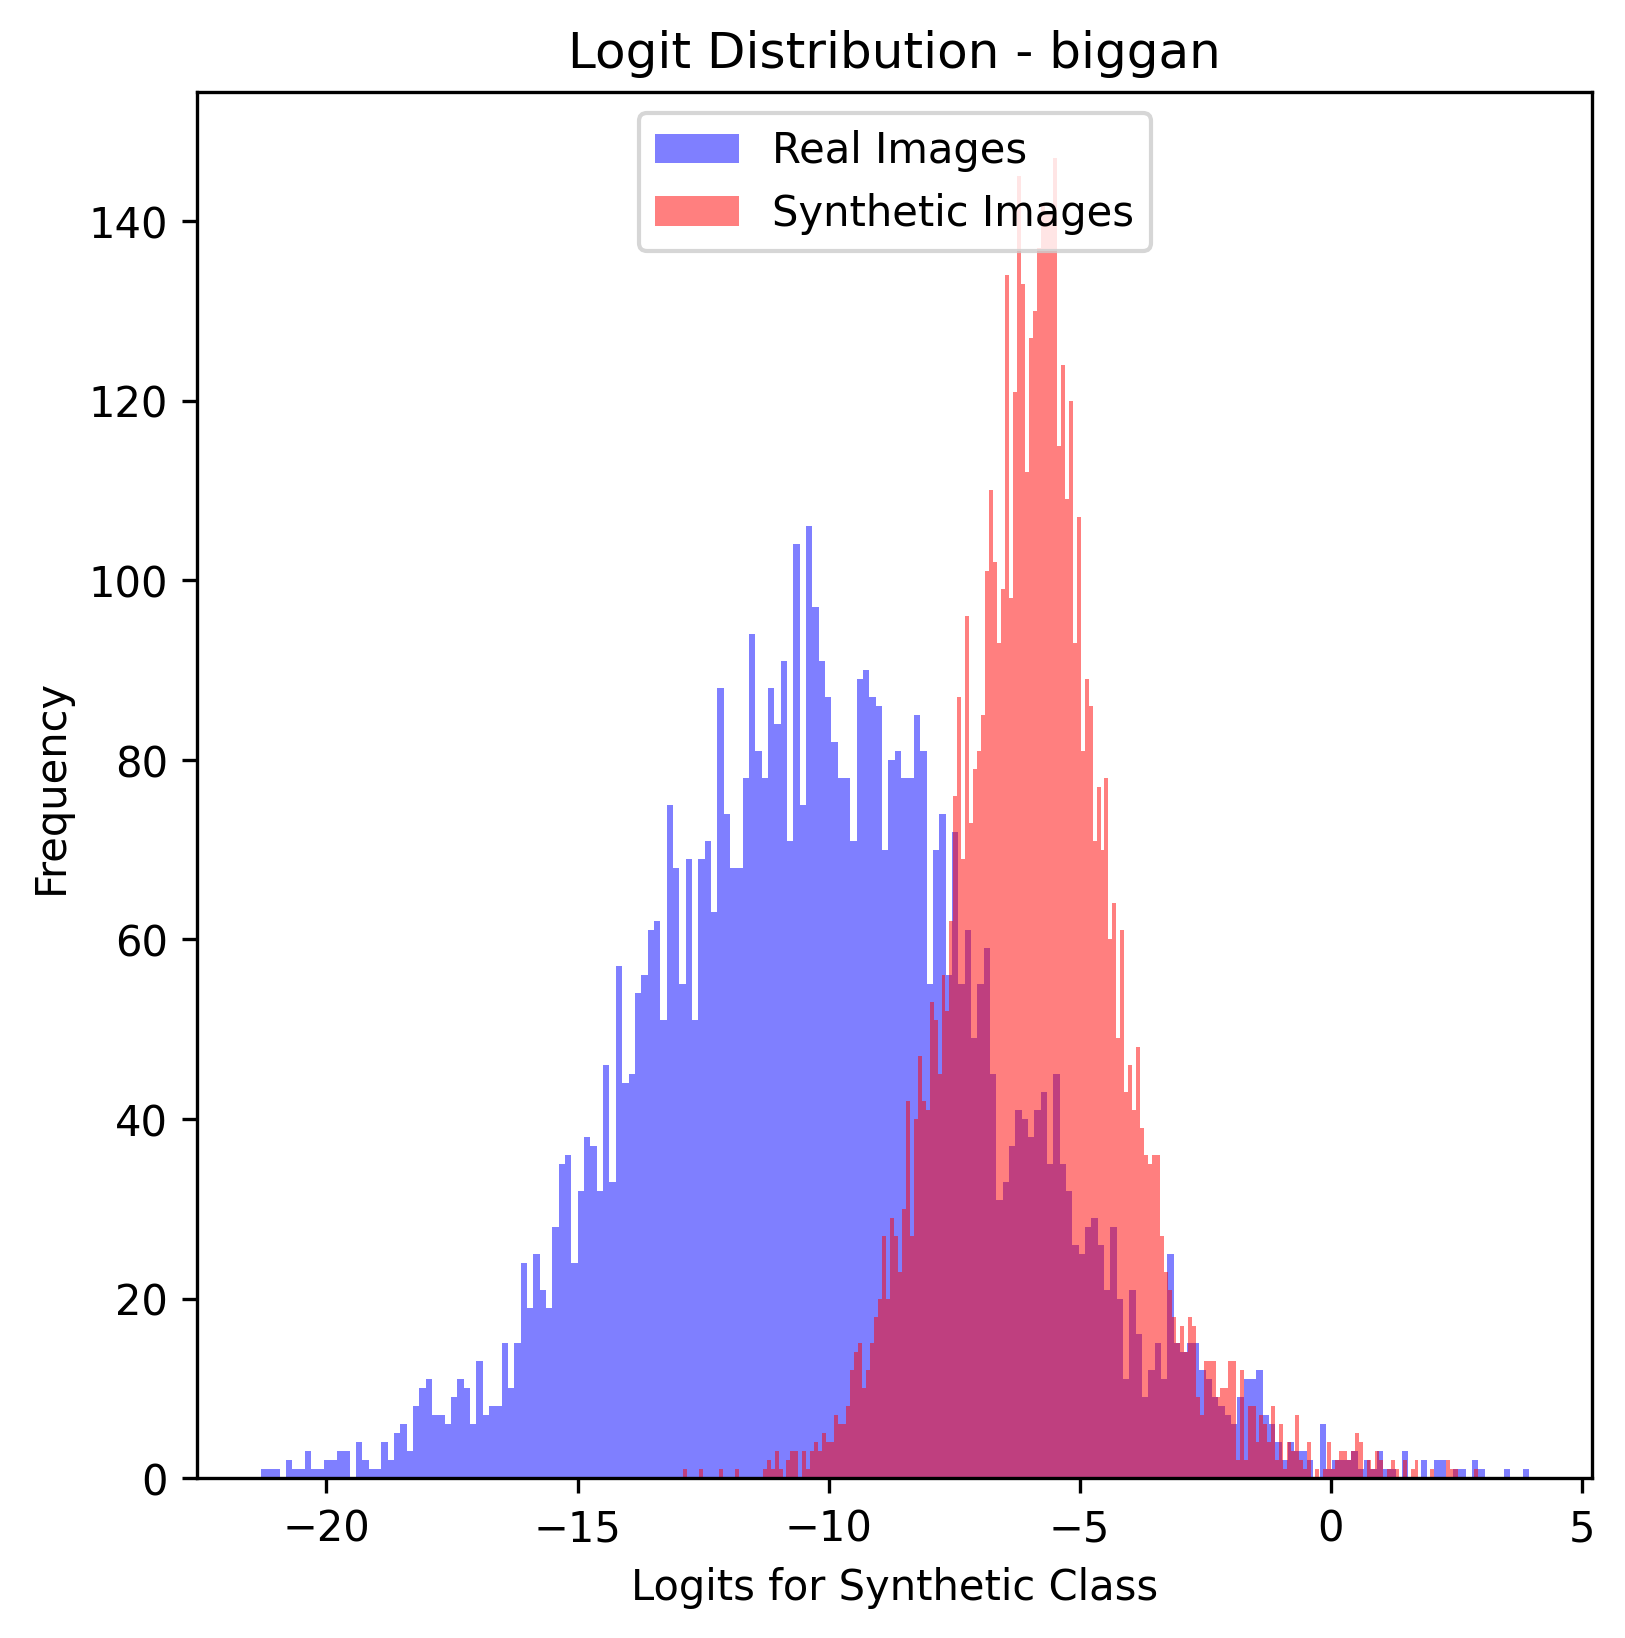 Logit Distribution - biggan
Real Images
Synthetic Images
140
120
100
80
60
40
20
0
Frequency
−20 −15 −10 −5 0 5
Logits for Synthetic Class